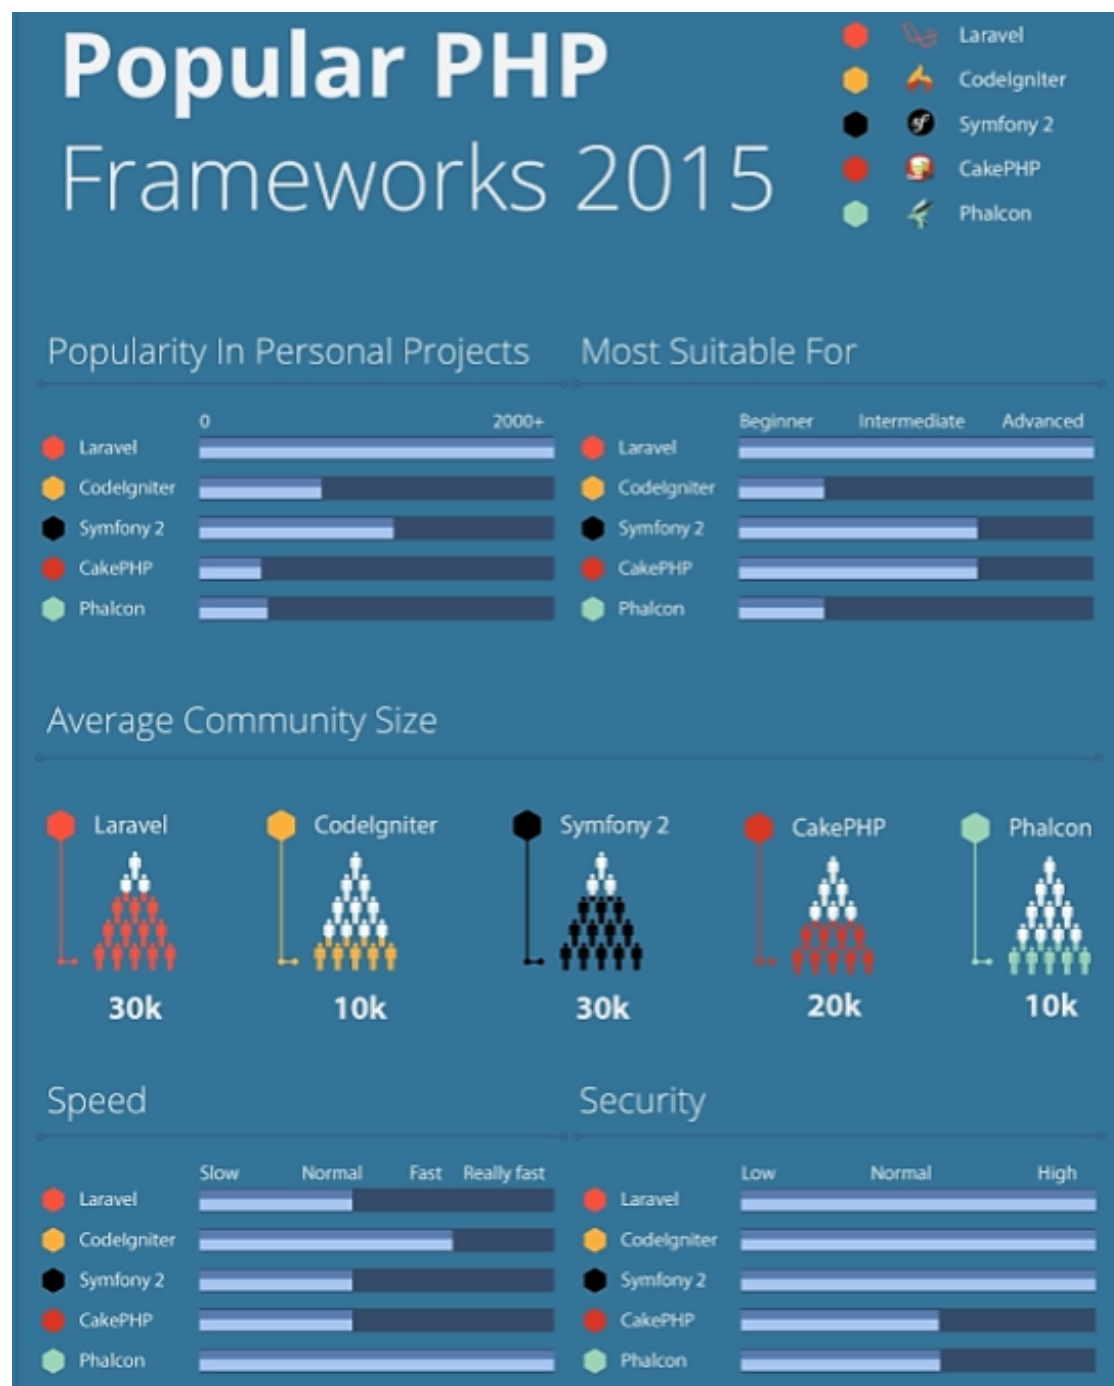 Popular PHP
Frameworks 2015
Laravel
CodeIgniter
sf
Symfony 2
CakePHP
Phalcon
Popularity In Personal Projects
0 2000+
Laravel
CodeIgniter
Symfony 2
CakePHP
Phalcon
Most Suitable For
Beginner Intermediate Advanced
Laravel
CodeIgniter
Symfony 2
CakePHP
Phalcon
Average Community Size
Laravel
30k
CodeIgniter
10k
Symfony 2
30k
CakePHP
20k
Phalcon
10k
Speed
Slow Normal Fast Really fast
Laravel
CodeIgniter
Symfony 2
CakePHP
Phalcon
Security
Low Normal High
Laravel
CodeIgniter
Symfony 2
CakePHP
Phalcon